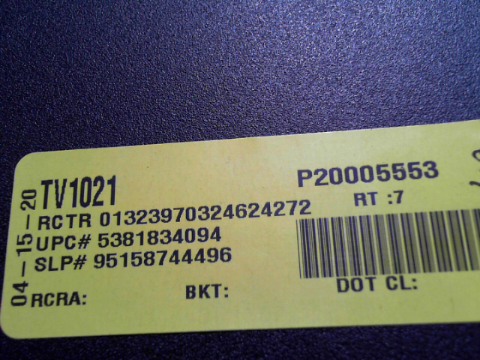 04-15-20
TV1021
P20005553
RCTR 01323970324624272
RT :7
UPC# 5381834094
SLP# 95158744496
RCRA:
BKT:
DOT CL: